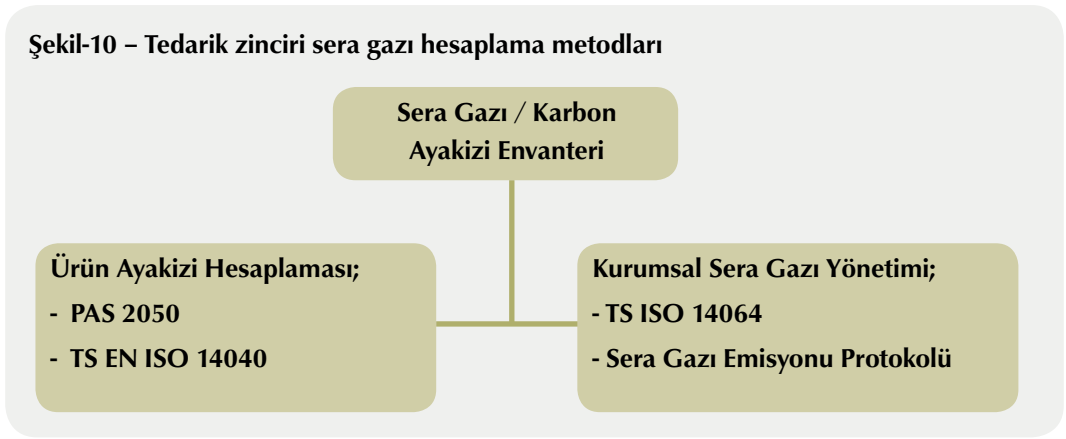 Şekil-10 – Tedarik zinciri sera gazı hesaplama metodları
Sera Gazı / Karbon
Ayakizi Envanteri
Ürün Ayakizi Hesaplaması;
- PAS 2050
- TS EN ISO 14040
Kurumsal Sera Gazı Yönetimi;
- TS ISO 14064
- Sera Gazı Emisyonu Protokolü